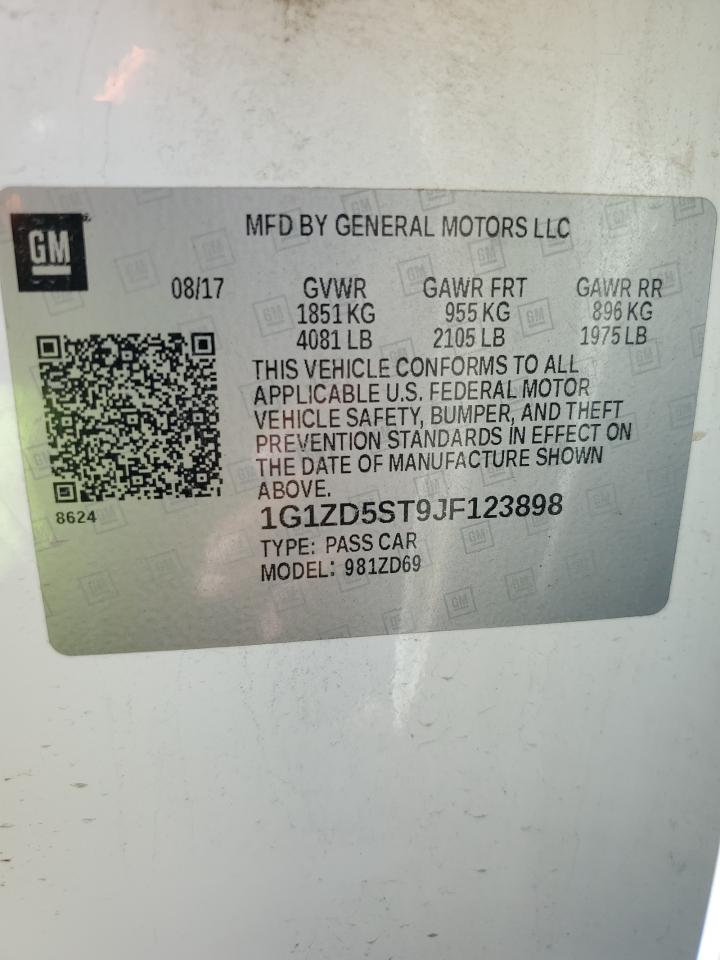 GM
MFD BY GENERAL MOTORS LLC
08/17 GVWR GAWR FRT GAWR RR
1851 KG 955 KG 896 KG
4081 LB 2105 LB 1975 LB
THIS VEHICLE CONFORMS TO ALL
APPLICABLE U.S. FEDERAL MOTOR
VEHICLE SAFETY, BUMPER, AND THEFT
PREVENTION STANDARDS IN EFFECT ON
THE DATE OF MANUFACTURE SHOWN
ABOVE.
8624
1G1ZD5ST9JF123898
TYPE: PASS CAR
MODEL: 981ZD69